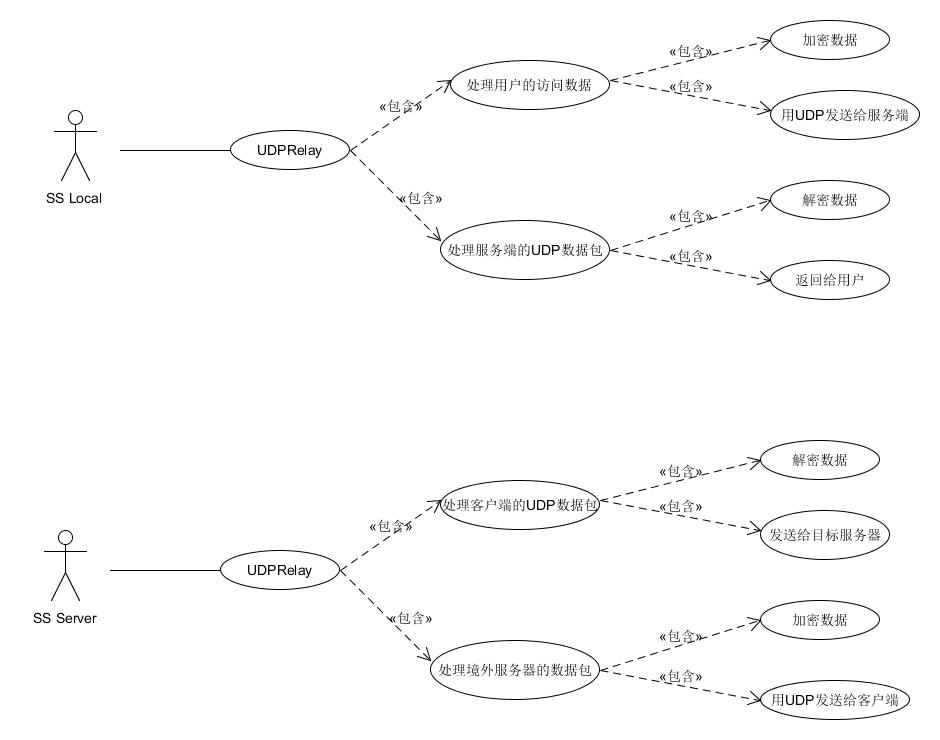 加密数据
«包含»
处理用户的访问数据
«包含»
«包含»
用UDP发送给服务端
UDPRelay
SS Local
«包含»
解密数据
«包含»
处理服务端的UDP数据包
«包含»
返回给用户
解密数据
«包含»
处理客户端的UDP数据包
«包含»
«包含»
发送给目标服务器
UDPRelay
SS Server
«包含»
加密数据
«包含»
处理境外服务器的数据包
«包含»
用UDP发送给客户端